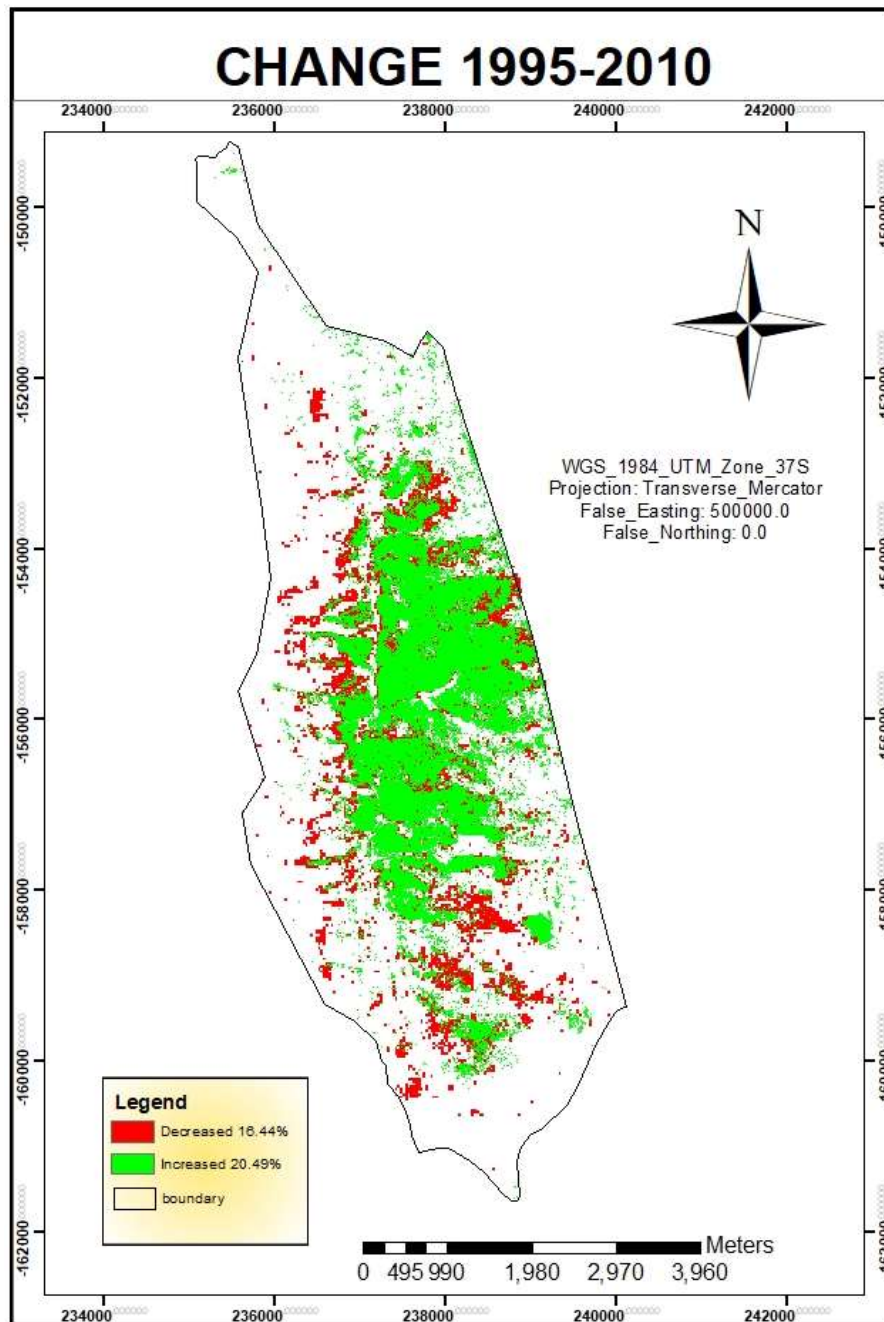 CHANGE 1995-2010
234000 236000 238000 240000 242000
-150000
-152000
-154000
-156000
-158000
-160000
-162000
N
WGS_1984_UTM_Zone_37S
Projection: Transverse_Mercator
False_Easting: 500000.0
False_Northing: 0.0
Legend
Decreased 16.44%
Increased 20.49%
boundary
Meters
0 495 990 1,980 2,970 3,960
234000 236000 238000 240000 242000